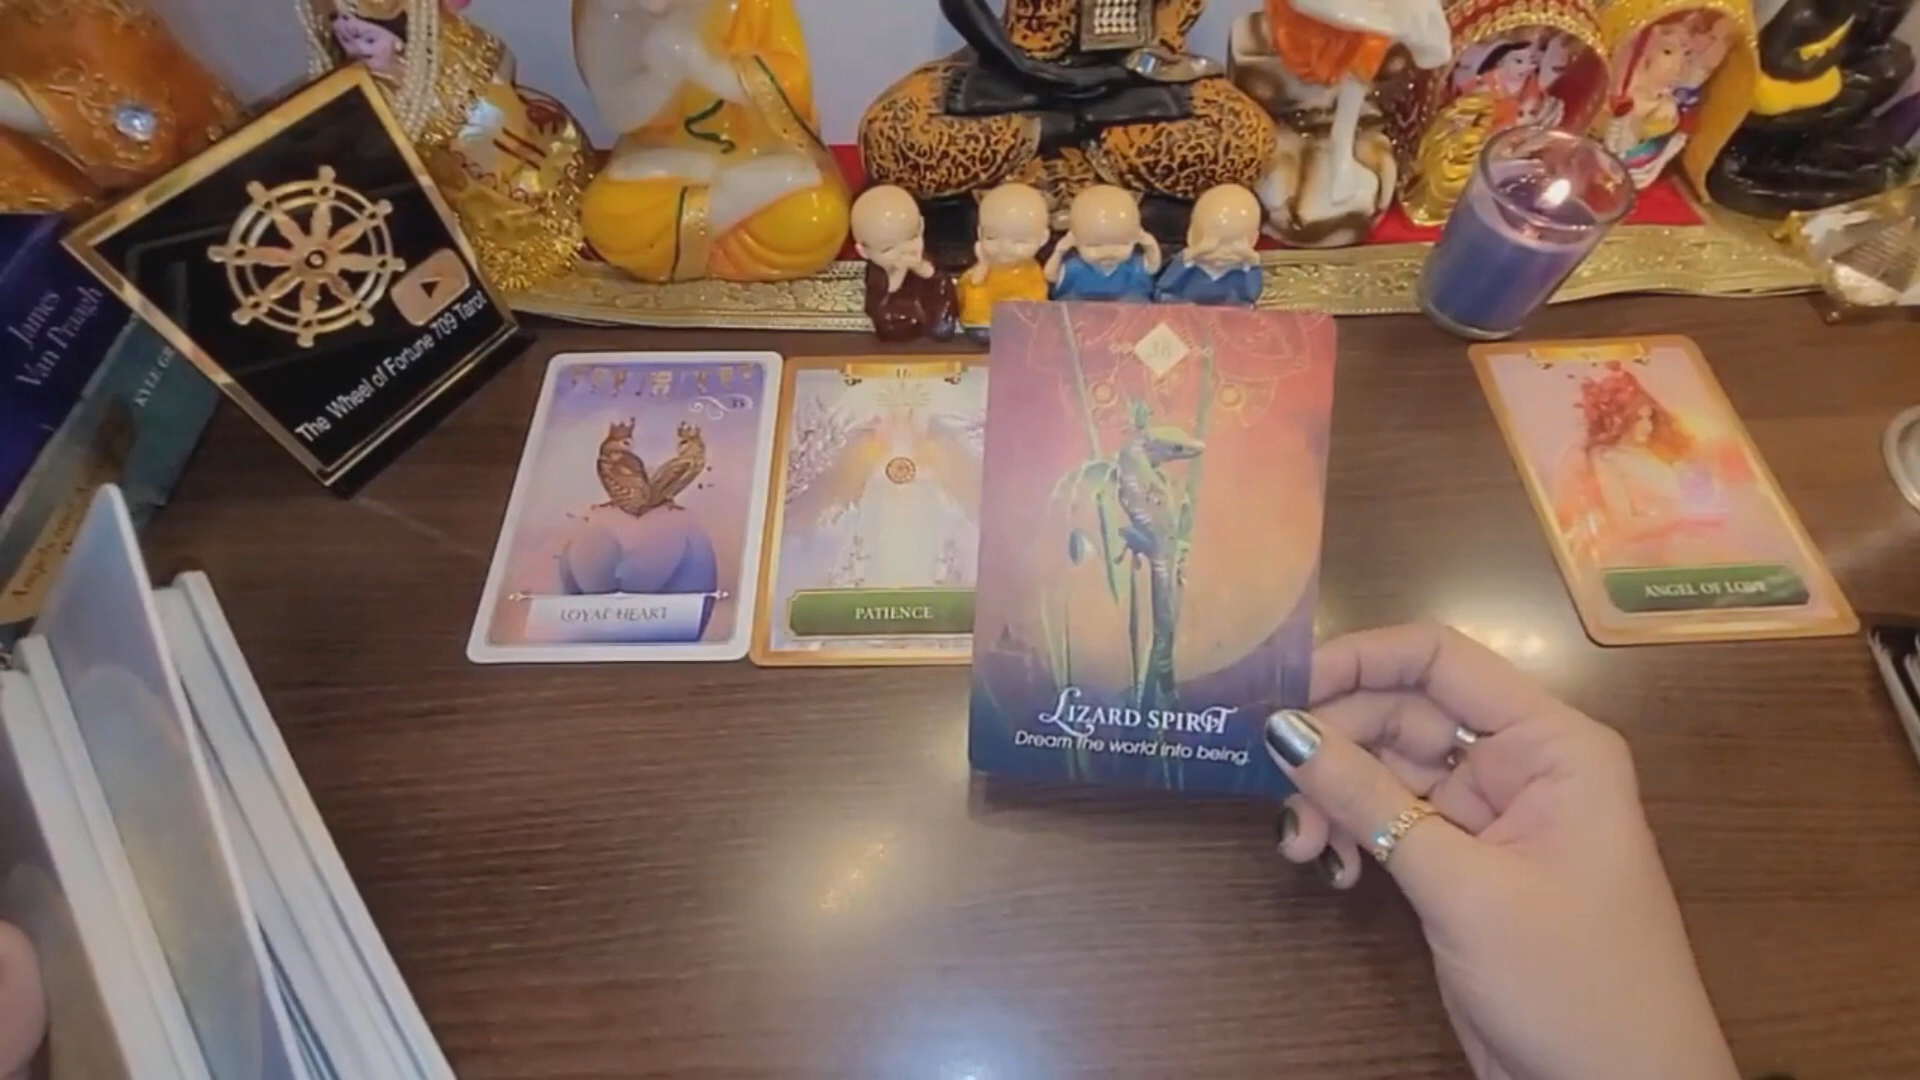 James
Van Praagh
The Wheel of Fortune 709 Tarot
LOYAL HEART
PATIENCE
38
LIZARD SPIRIT
Dream the world into being.
ANGEL OF LOVE